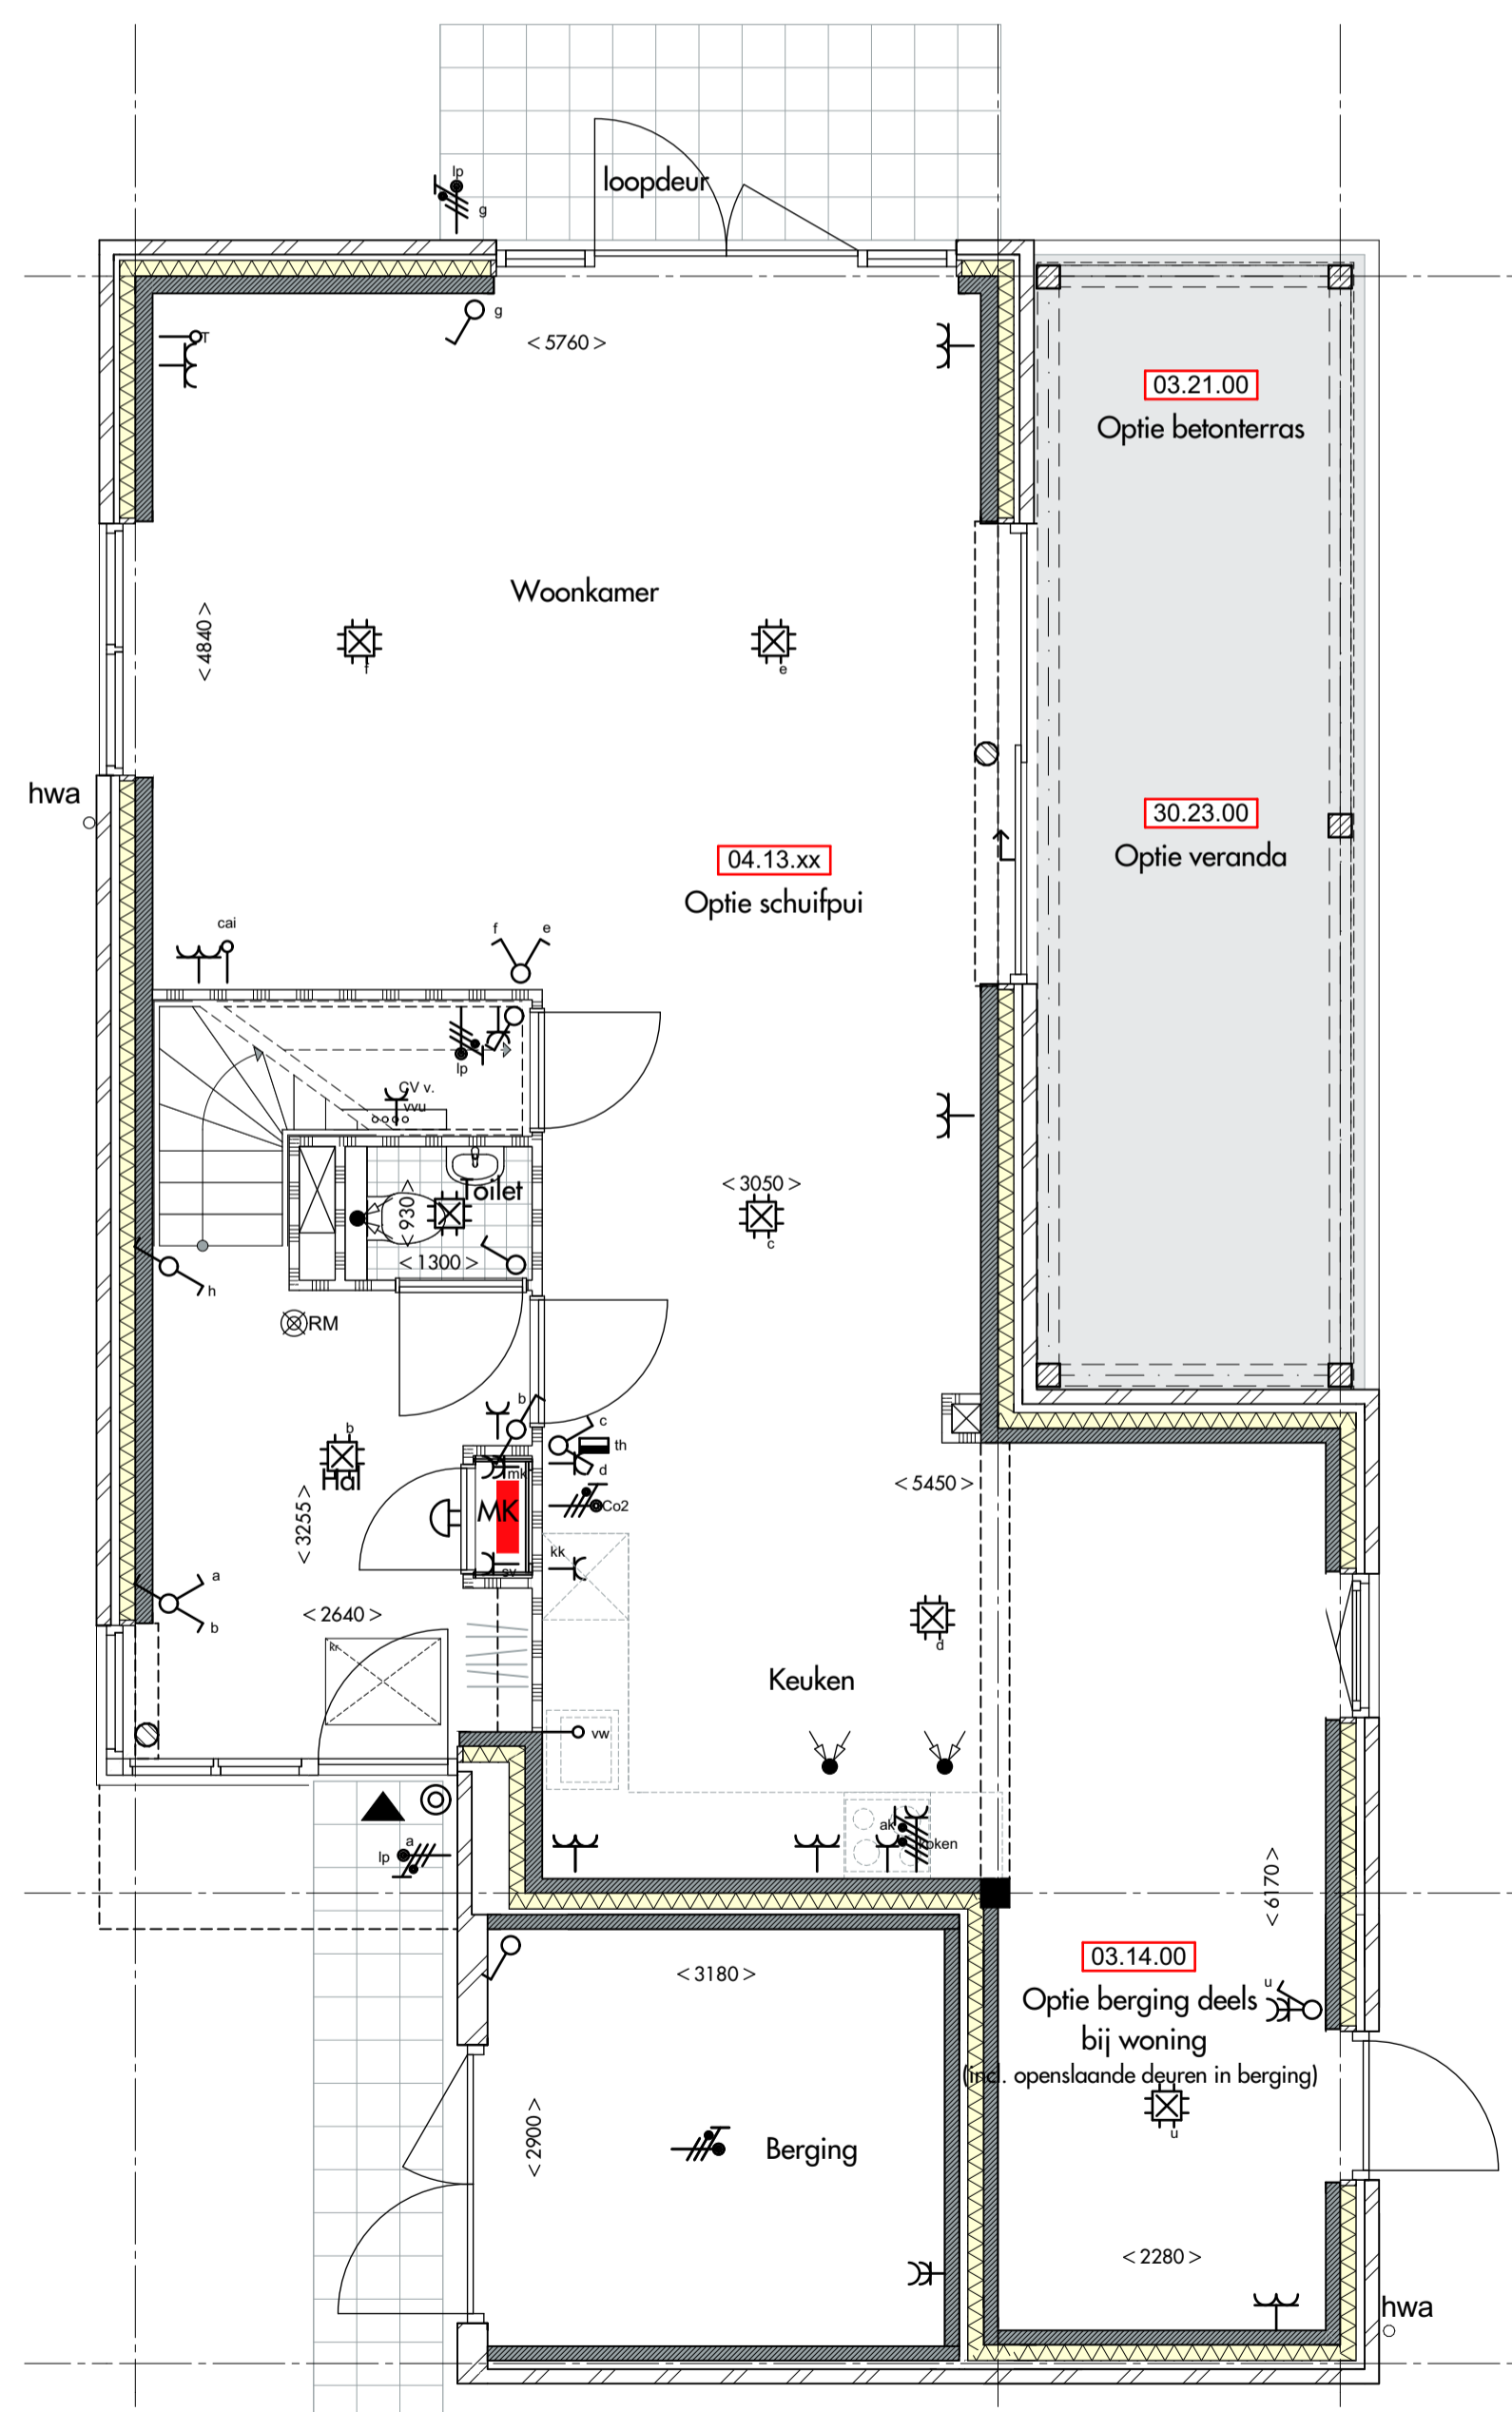 lp
loopdeur
g
g
< 5760 >
T
03.21.00
Optie betonterras
Woonkamer
< 4840 >
f
e
hwa
30.23.00
Optie veranda
04.13.xx
Optie schuifpui
cai
f
e
lp
CV v.
vvu
Toilet
< 930 >
< 3050 >
< 1300 >
c
h
RM
b
b
c
th
d
Hal
mk
MK
Co2
< 5450 >
< 3255 >
kk
sv
a
b
< 2640 >
kr
d
Keuken
vw
a
lp
ak
koken
< 6170 >
03.14.00
< 3180 >
u
Optie berging deels
bij woning
(incl. openslaande deuren in berging)
u
< 2900 >
Berging
< 2280 >
hwa